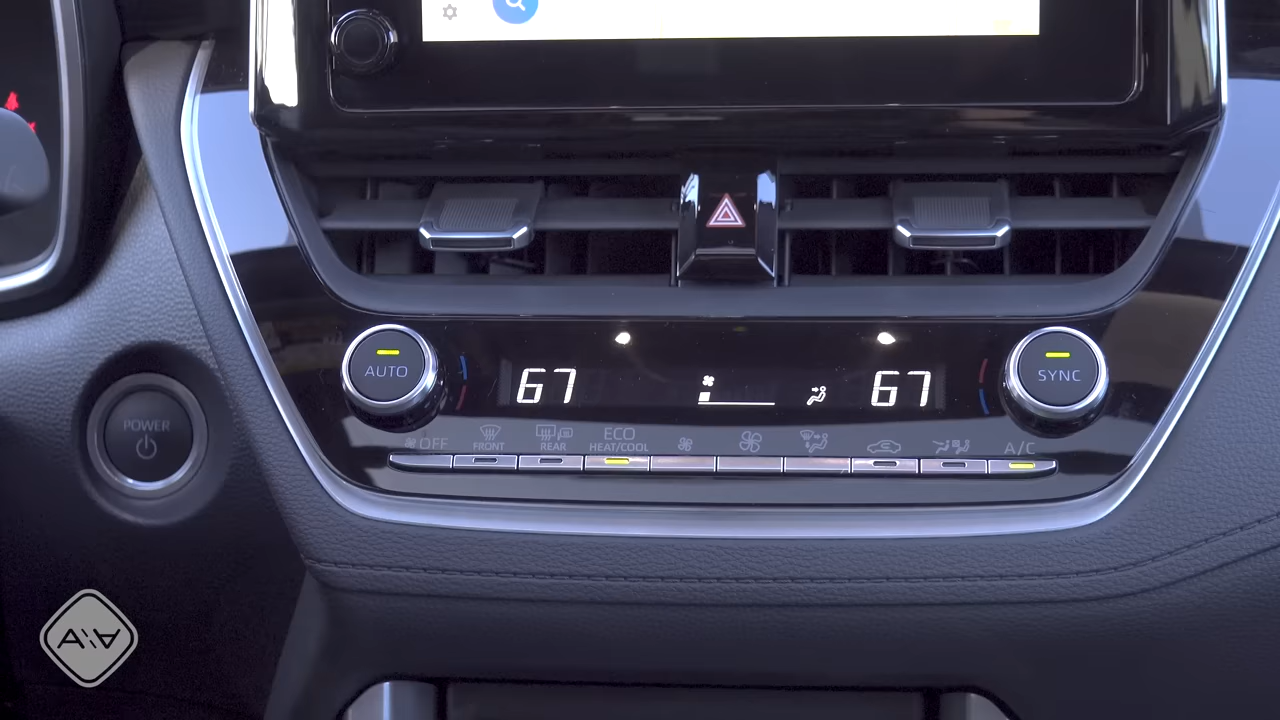 AUTO
67
67
SYNC
POWER
OFF
FRONT
REAR
ECO
HEAT/COOL
A/C